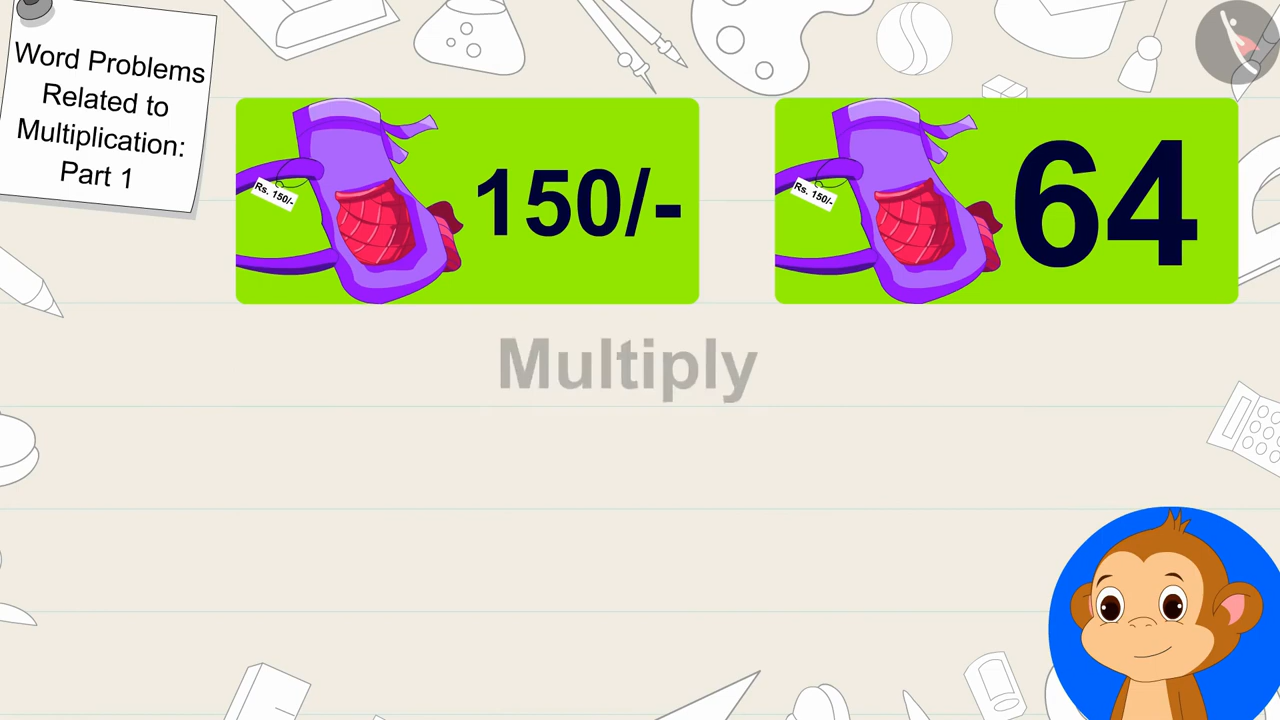 Word Problems
Related to
Multiplication:
Part 1
Rs. 150/-
150/-
Rs. 150/-
64
Multiply